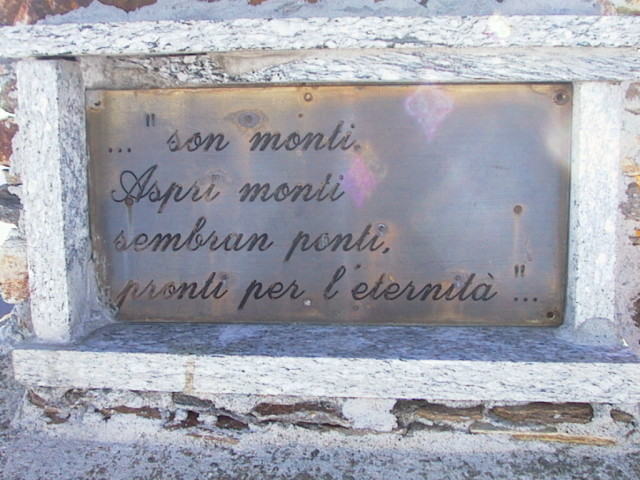 ... " son monti.
Aspri monti
sembran ponti,
pronti per l'eternità " ...